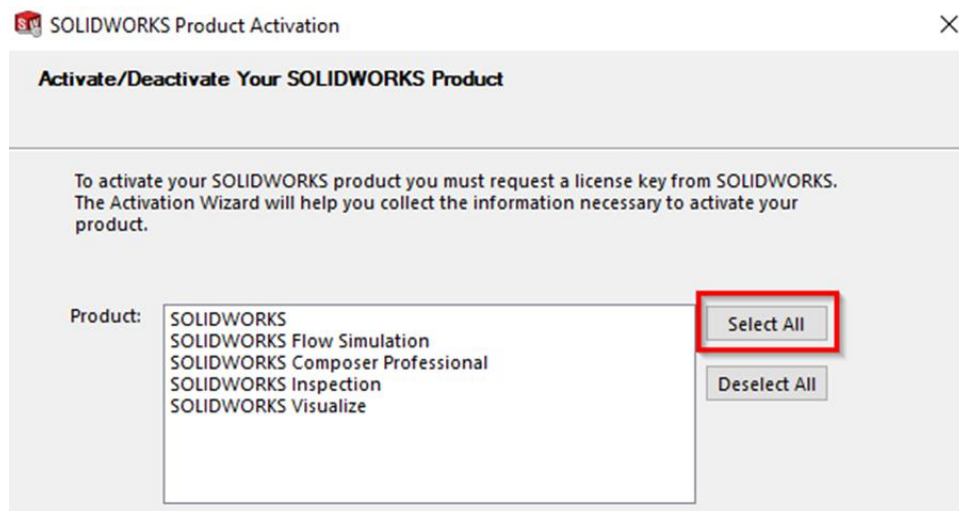 SOLIDWORKS Product Activation
Activate/Deactivate Your SOLIDWORKS Product
To activate your SOLIDWORKS product you must request a license key from SOLIDWORKS.
The Activation Wizard will help you collect the information necessary to activate your
product.
Product:
SOLIDWORKS
SOLIDWORKS Flow Simulation
SOLIDWORKS Composer Professional
SOLIDWORKS Inspection
SOLIDWORKS Visualize
Select All
Deselect All